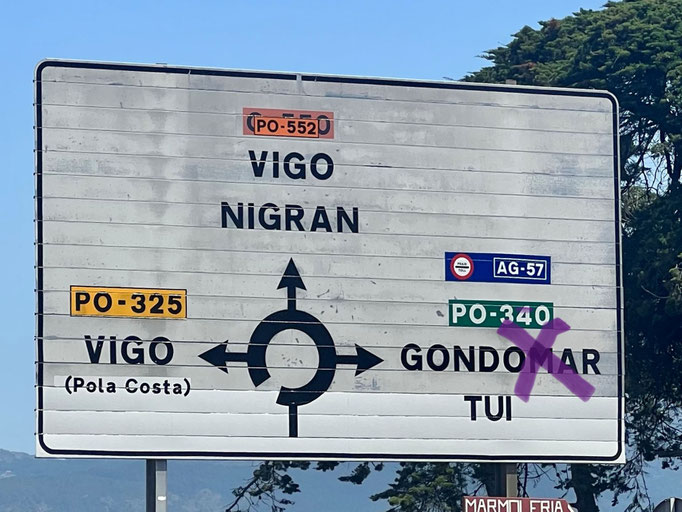 PO-552
VIGO
NIGRAN
AG-57
PO-325
PO-340
VIGO
GONDOMAR
(Pola Costa)
TUI
MARMOLERIA